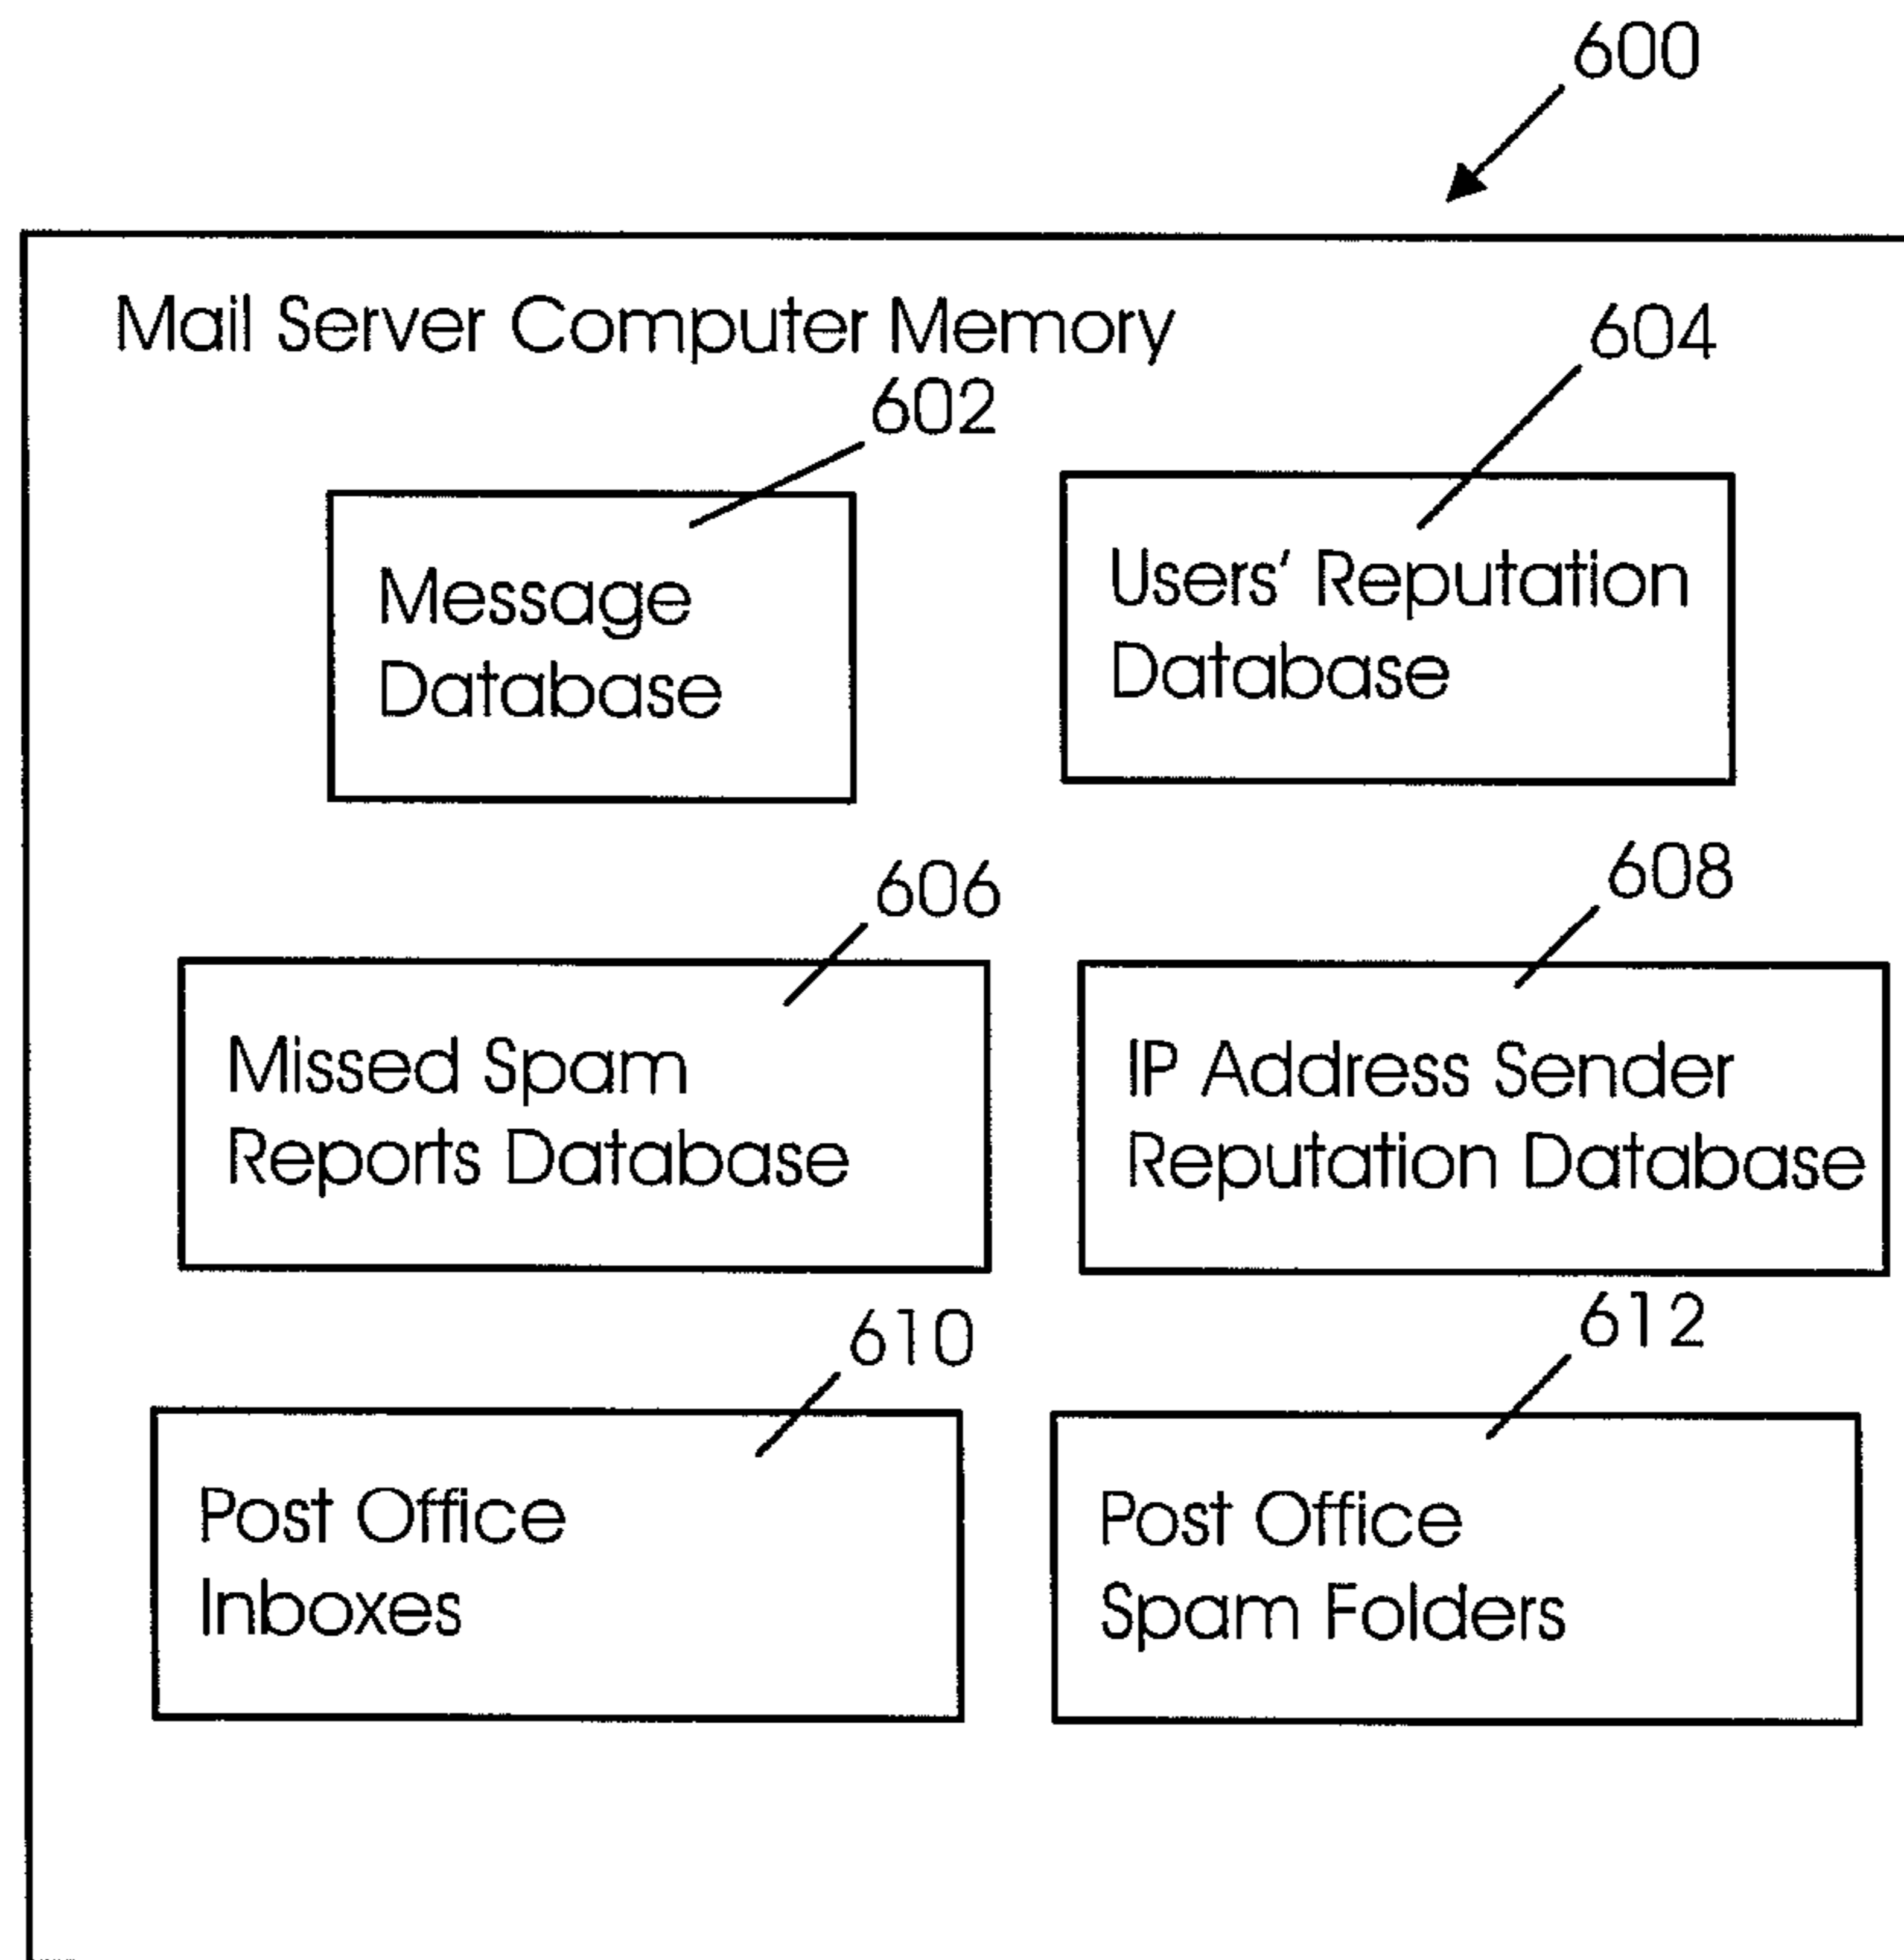 600
Mail Server Computer Memory
604
602
Message
Database
Users' Reputation
Database
606
608
Missed Spam
Reports Database
IP Address Sender
Reputation Database
610
612
Post Office
Inboxes
Post Office
Spam Folders